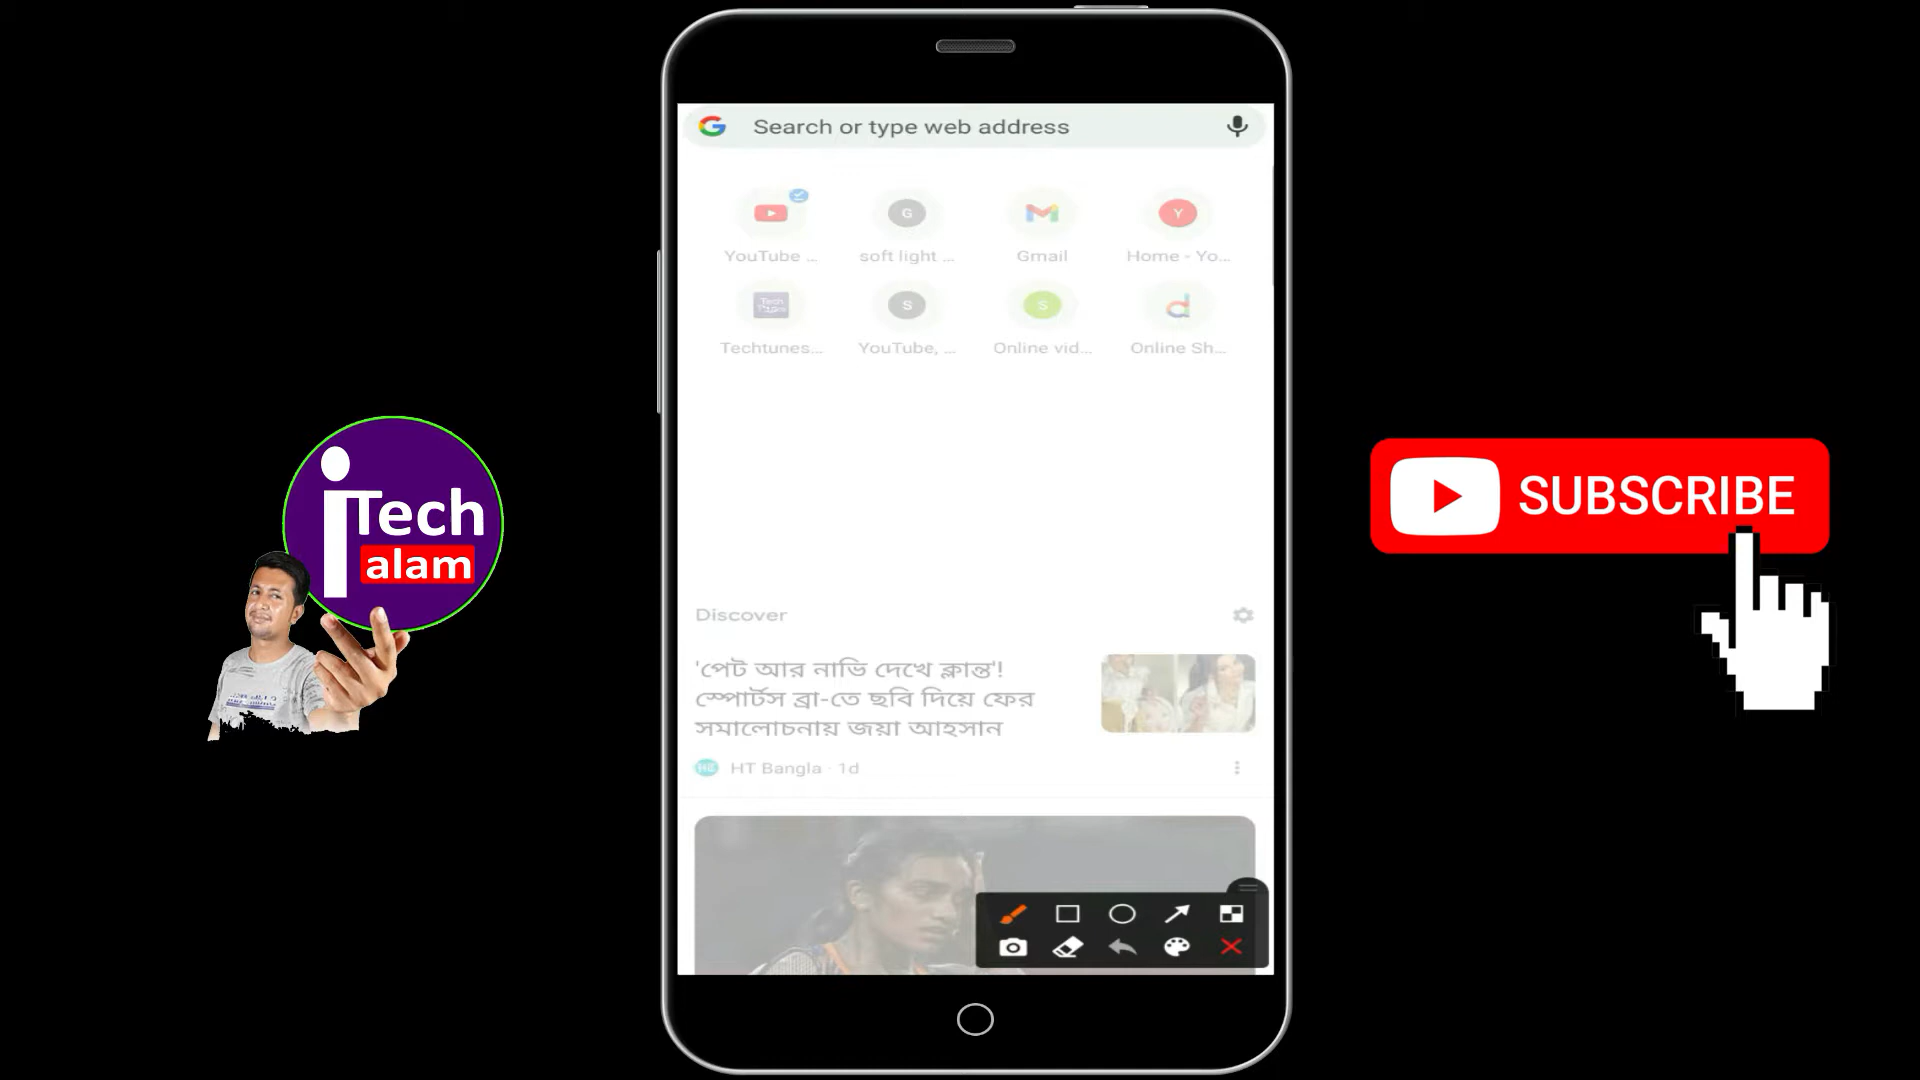 Search or type web address
YouTube ...
soft light ...
Gmail
Home - Yo...
Techtunes...
YouTube, ...
Online vid...
Online Sh...
iTech
alam
SUBSCRIBE
Discover
'পেট আর নাভি দেখে ক্লান্ত'!
স্পোর্টস ব্রা-তে ছবি দিয়ে ফের
সমালোচনায় জয়া আহসান
HT Bangla · 1d